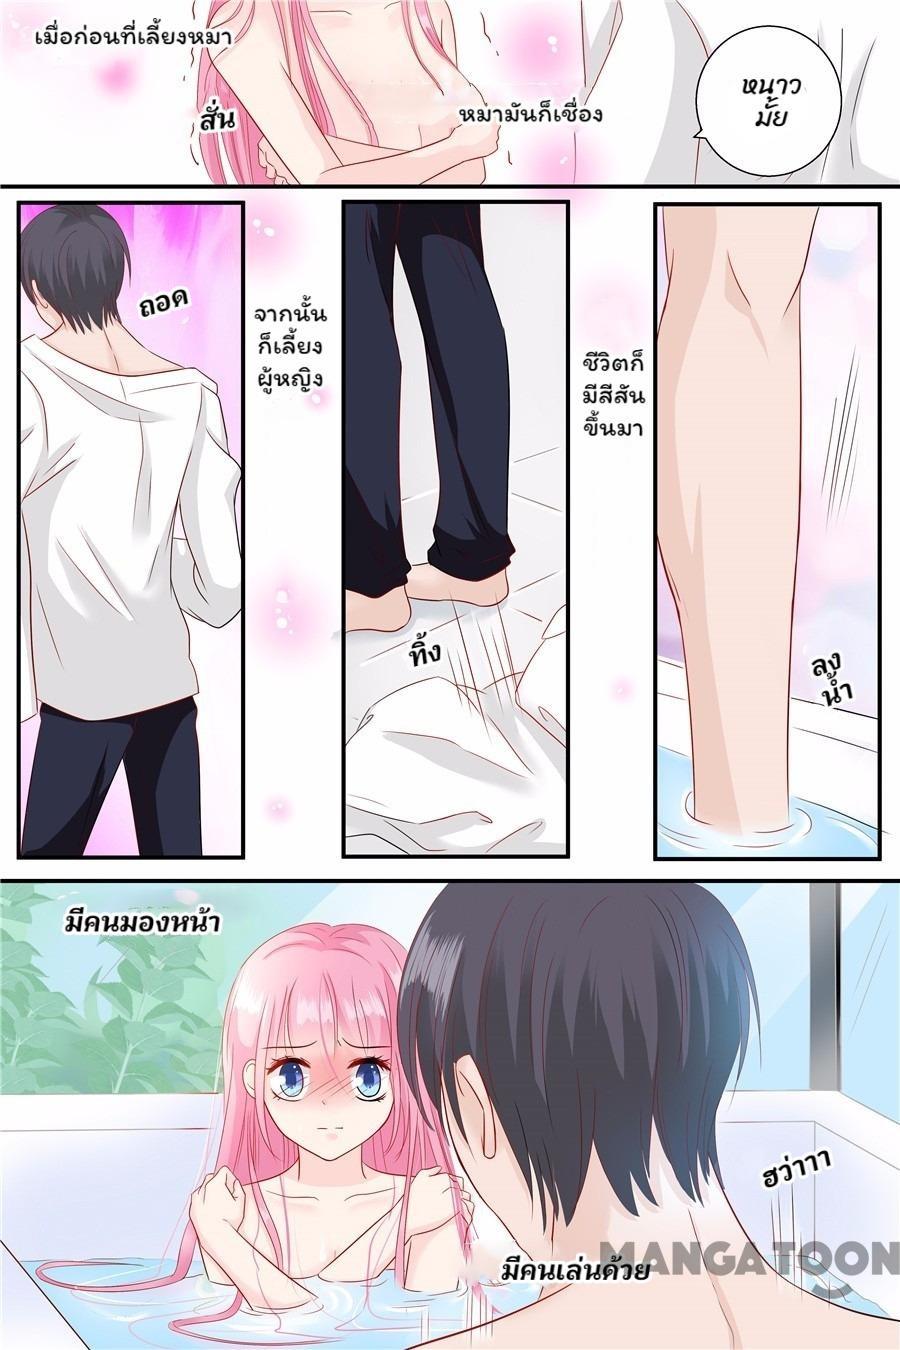 เมื่อก่อนที่เลี้ยงหมา
สั่น
หมามันก็เชื่อง
หนาว
มั้ย
ถอด
จากนั้น
ก็เลี้ยง
ผู้หญิง
ทิ้ง
ชีวิตก็
มีสีสัน
ขึ้นมา
ลง
น้ำ
มีคนมองหน้า
ฮว่าาา
มีคนเล่นด้วย
MANGATOON